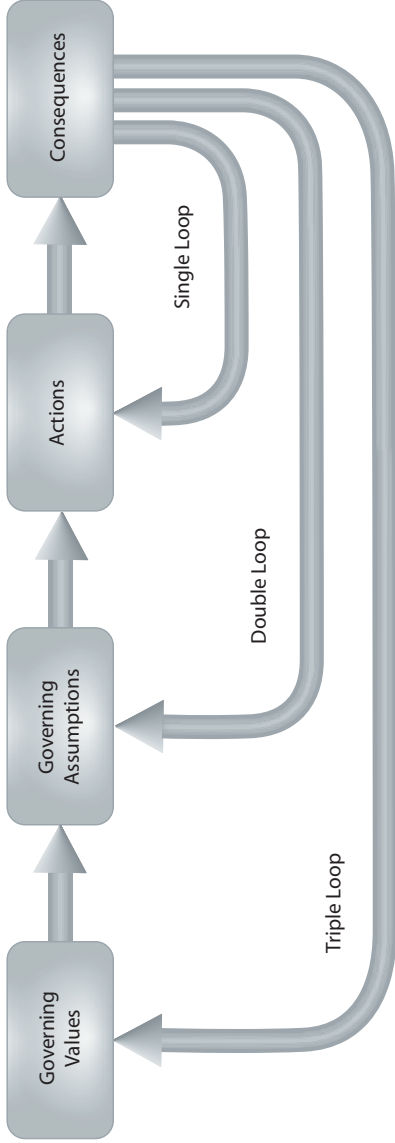 Governing
Values
Governing
Assumptions
Actions
Consequences
Single Loop
Double Loop
Triple Loop